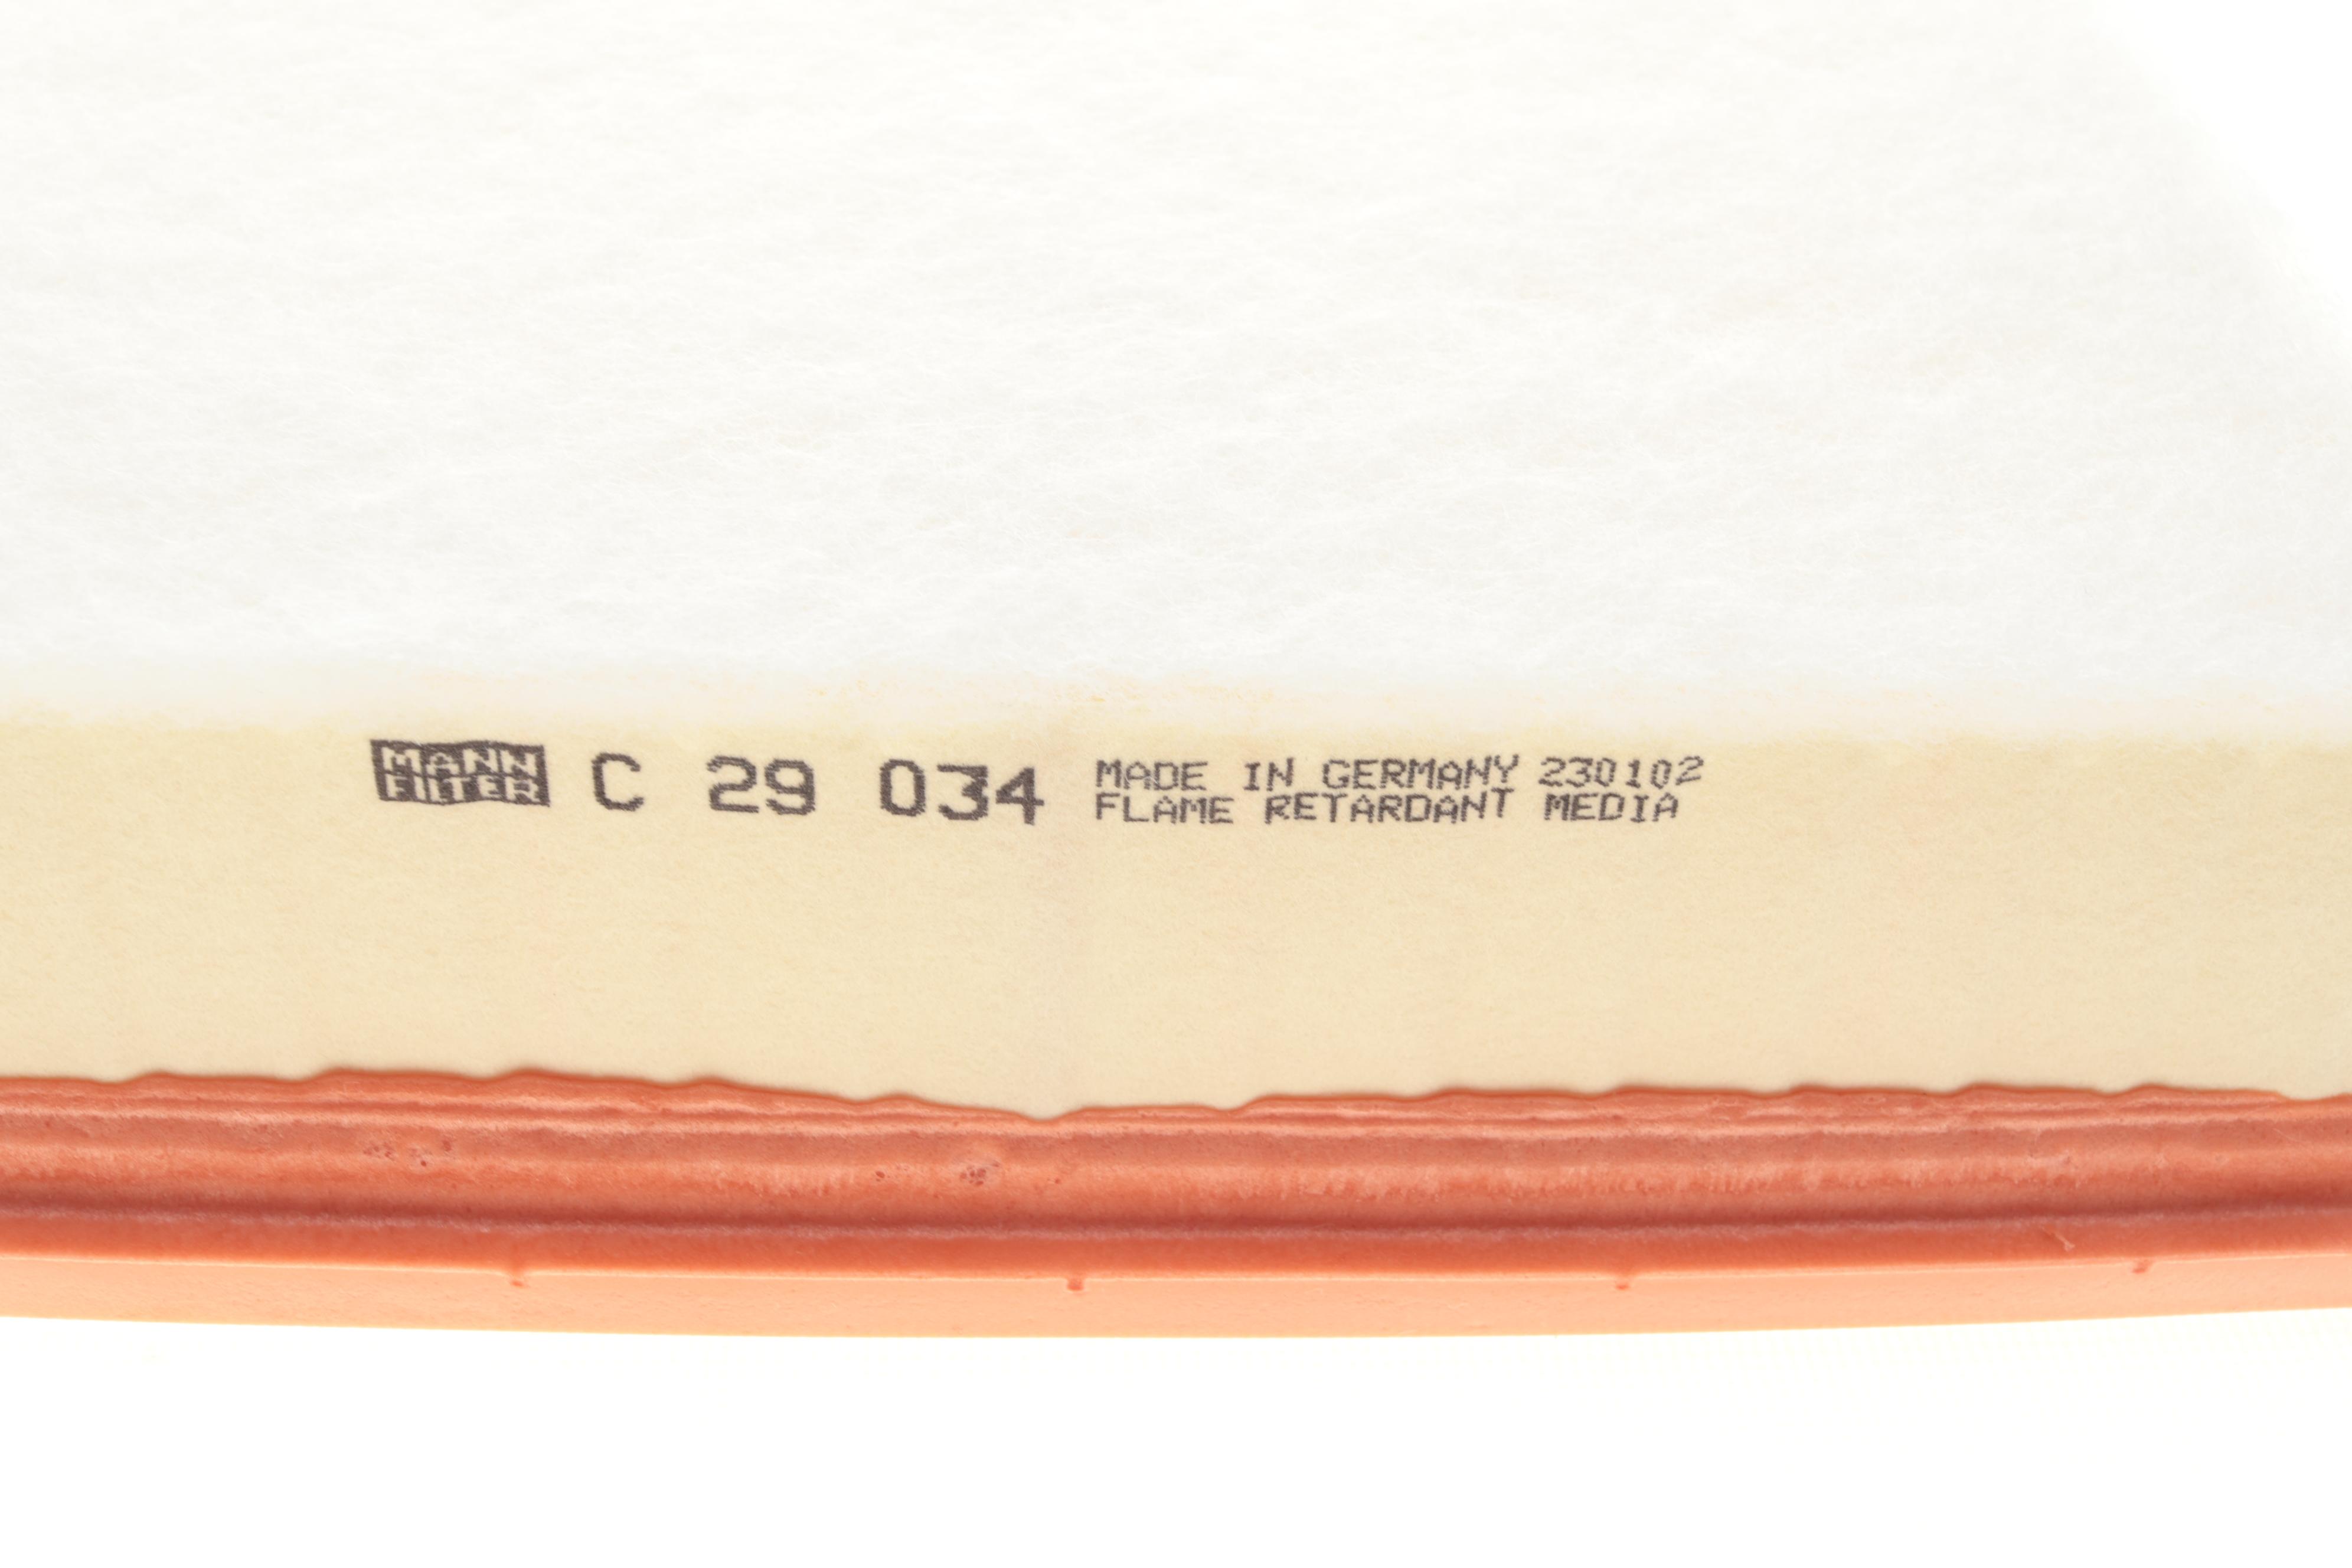 MANN
FILTER
C 29 034
MADE IN GERMANY 230102
FLAME RETARDANT MEDIA